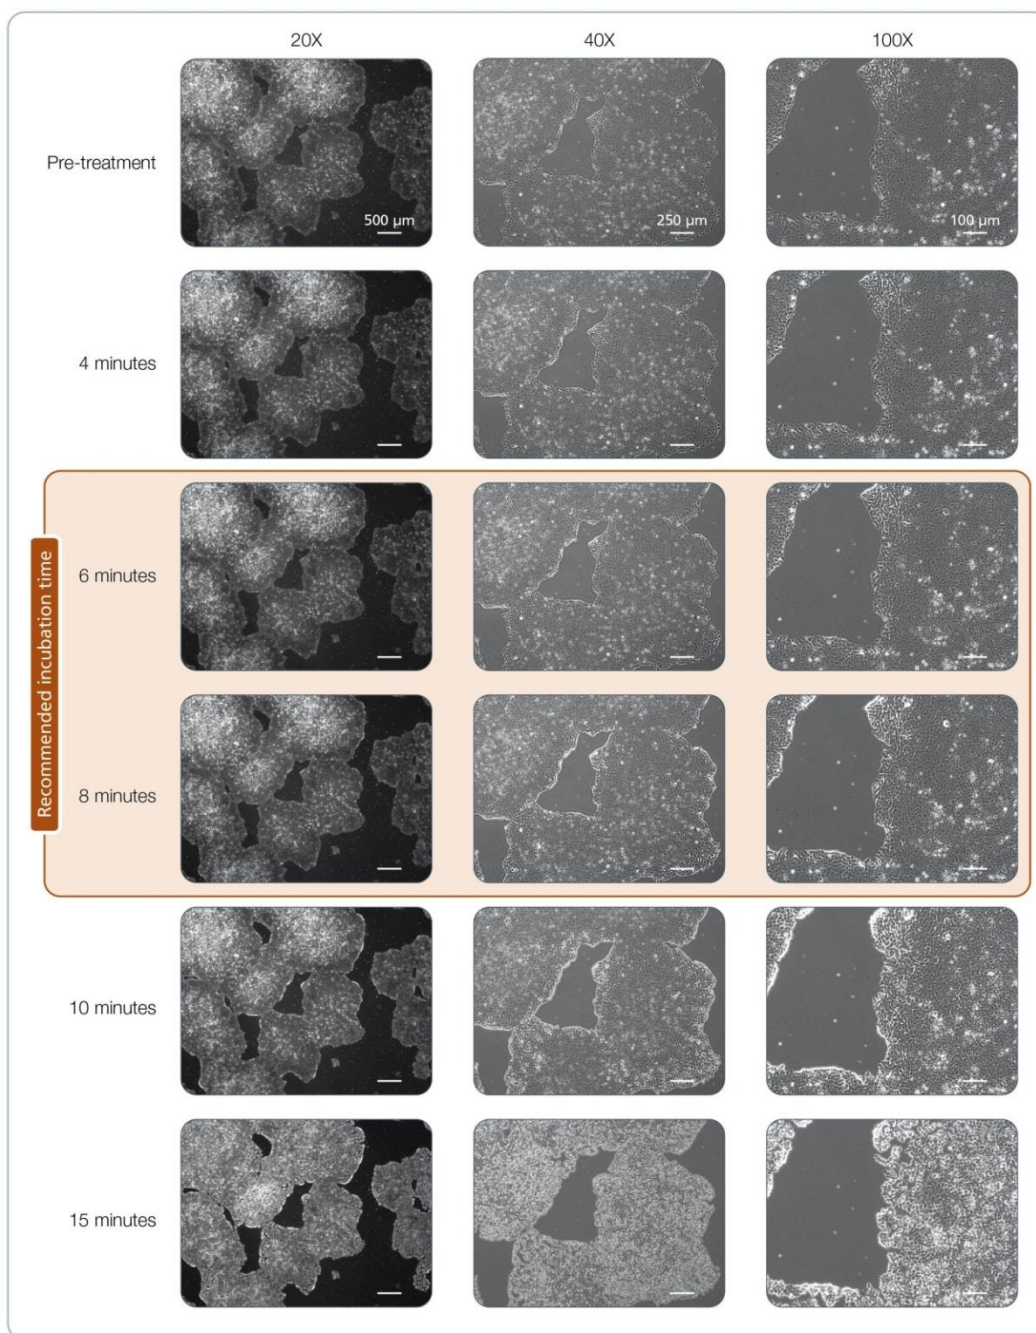 20X
40X
100X
Pre-treatment
500 µm
250 µm
100 µm
4 minutes
Recommended incubation time
6 minutes
8 minutes
10 minutes
15 minutes